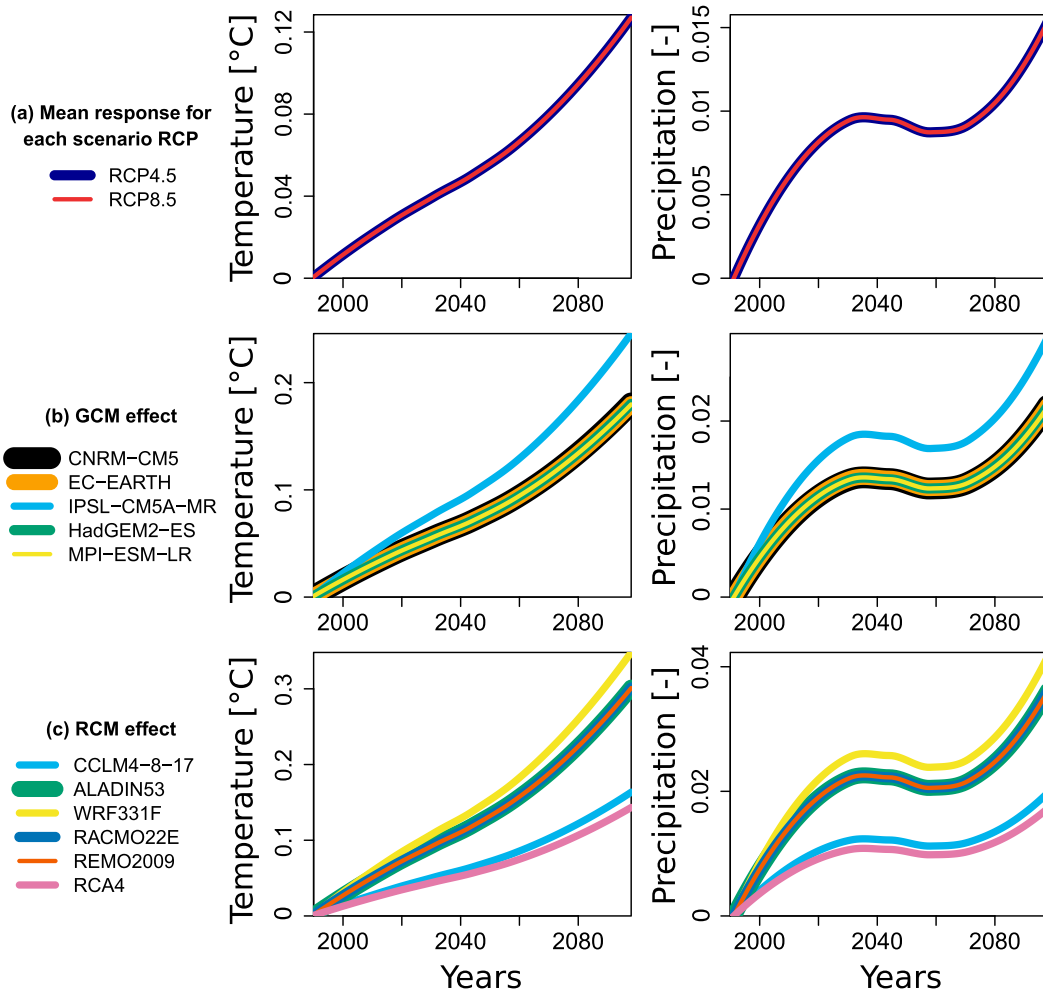 (a) Mean response for
each scenario RCP
RCP4.5
RCP8.5
Temperature [°C]
0.12
0.08
0.04
0
2000
2040
2080
Precipitation [-]
0.015
0.010
0.005
0
2000
2040
2080
(b) GCM effect
CNRM−CM5
EC−EARTH
IPSL−CM5A−MR
HadGEM2−ES
MPI−ESM−LR
Temperature [°C]
0.2
0.1
0
2000
2040
2080
Precipitation [-]
0.02
0.01
0
2000
2040
2080
(c) RCM effect
CCLM4−8−17
ALADIN53
WRF331F
RACMO22E
REMO2009
RCA4
Temperature [°C]
0.3
0.2
0.1
0
2000
2040
2080
Years
Precipitation [-]
0.04
0.02
0
2000
2040
2080
Years